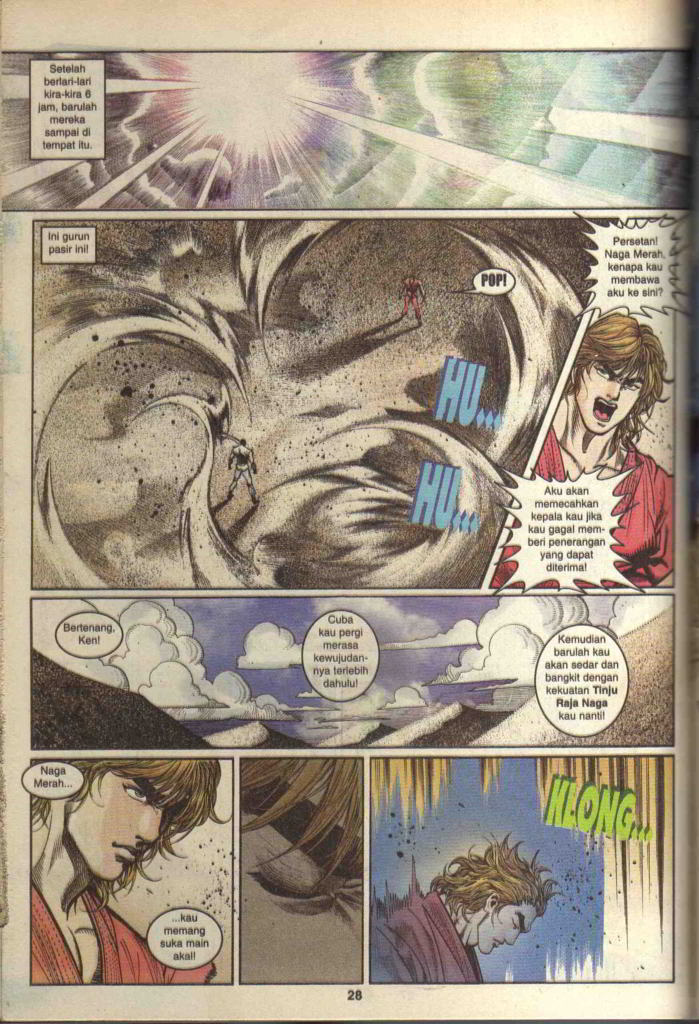 Setelah
berlari-lari
kira-kira 6
jam, barulah
mereka
sampai di
tempat itu.
Ini gurun
pasir ini!
POP!
Persetan!
Naga Merah,
kenapa kau
membawa
aku ke sini?
HU...
HU...
Aku akan
memecahkan
kepala kau jika
kau gagal mem-
beri penerangan
yang dapat
diterima!
Bertenang,
Ken!
Cuba
kau pergi
merasa
kewujudan-
nya terlebih
dahulu!
Kemudian
barulah kau
akan sedar dan
bangkit dengan
kekuatan Tinju
Raja Naga
kau nanti!
Naga
Merah...
...kau
memang
suka main
akal!
KLONG...
28